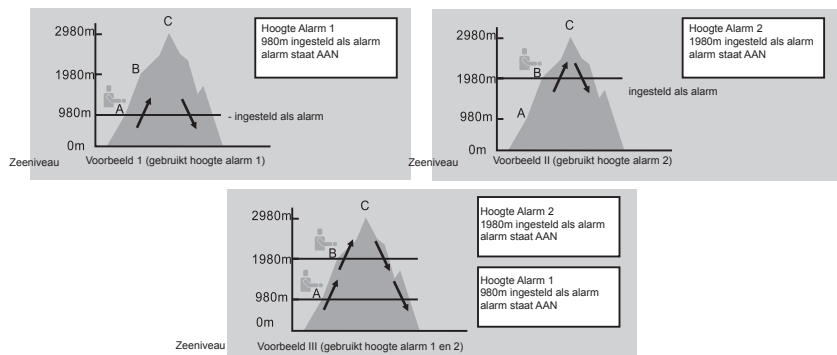 C
2980m
B
1980m
A
980m
- ingesteld als alarm
0m
Zeeniveau
Voorbeeld 1 (gebruikt hoogte alarm 1)
Hoogte Alarm 1
980m ingesteld als alarm
alarm staat AAN
C
2980m
B
1980m
ingesteld als alarm
A
980m
0m
Zeeniveau
Voorbeeld II (gebruikt hoogte alarm 2)
Hoogte Alarm 2
1980m ingesteld als alarm
alarm staat AAN
C
2980m
B
1980m
A
980m
0m
Zeeniveau
Voorbeeld III (gebruikt hoogte alarm 1 en 2)
Hoogte Alarm 2
1980m ingesteld als alarm
alarm staat AAN
Hoogte Alarm 1
980m ingesteld als alarm
alarm staat AAN